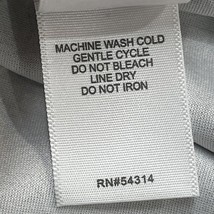 MACHINE WASH COLD
GENTLE CYCLE
DO NOT BLEACH
LINE DRY
DO NOT IRON
RN#54314